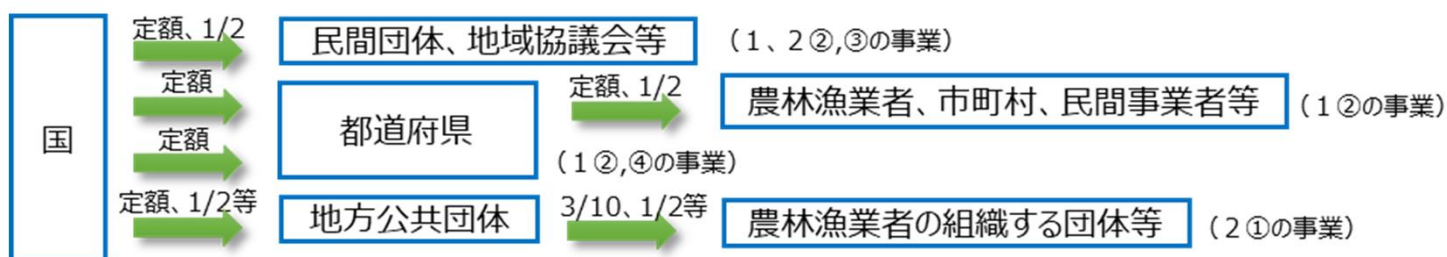 定額、1/2
民間団体、地域協議会等
（１、２②,③の事業）
定額
定額、1/2
農林漁業者、市町村、民間事業者等
（１②の事業）
国
都道府県
定額
（１②,④の事業）
定額、1/2等
地方公共団体
3/10、1/2等
農林漁業者の組織する団体等
（２①の事業）